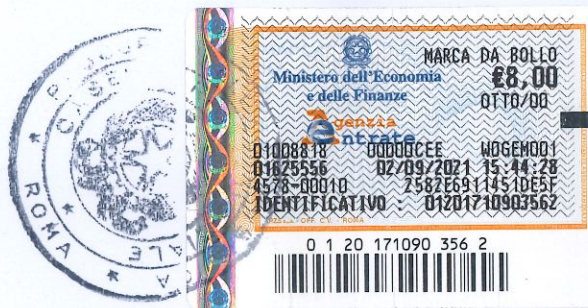 MARCA DA BOLLO
Ministero dell'Economia
e delle Finanze
€8,00
OTTO/00
Agenzia
Entrate
01008818 00000CEE W0GEM001
01625556 02/09/2021 15:44:28
4578-00010 7582E6911451DE5F
IDENTIFICATIVO : 01201710903562
0 1 20 171090 356 2
ROMA